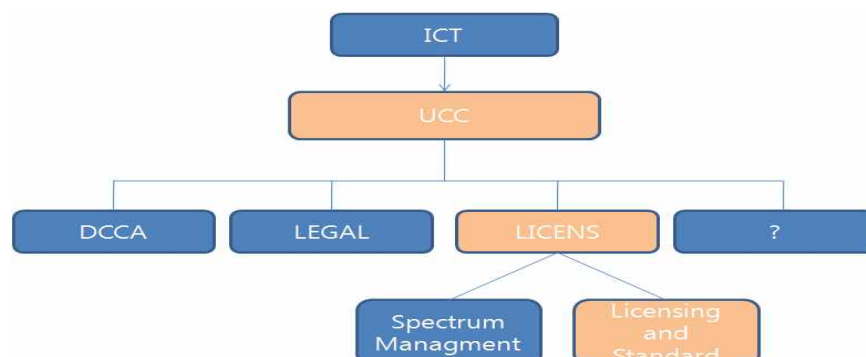 ICT
UCC
DCCA
LEGAL
LICENS
?
Spectrum
Managment
Licensing
and
Standard